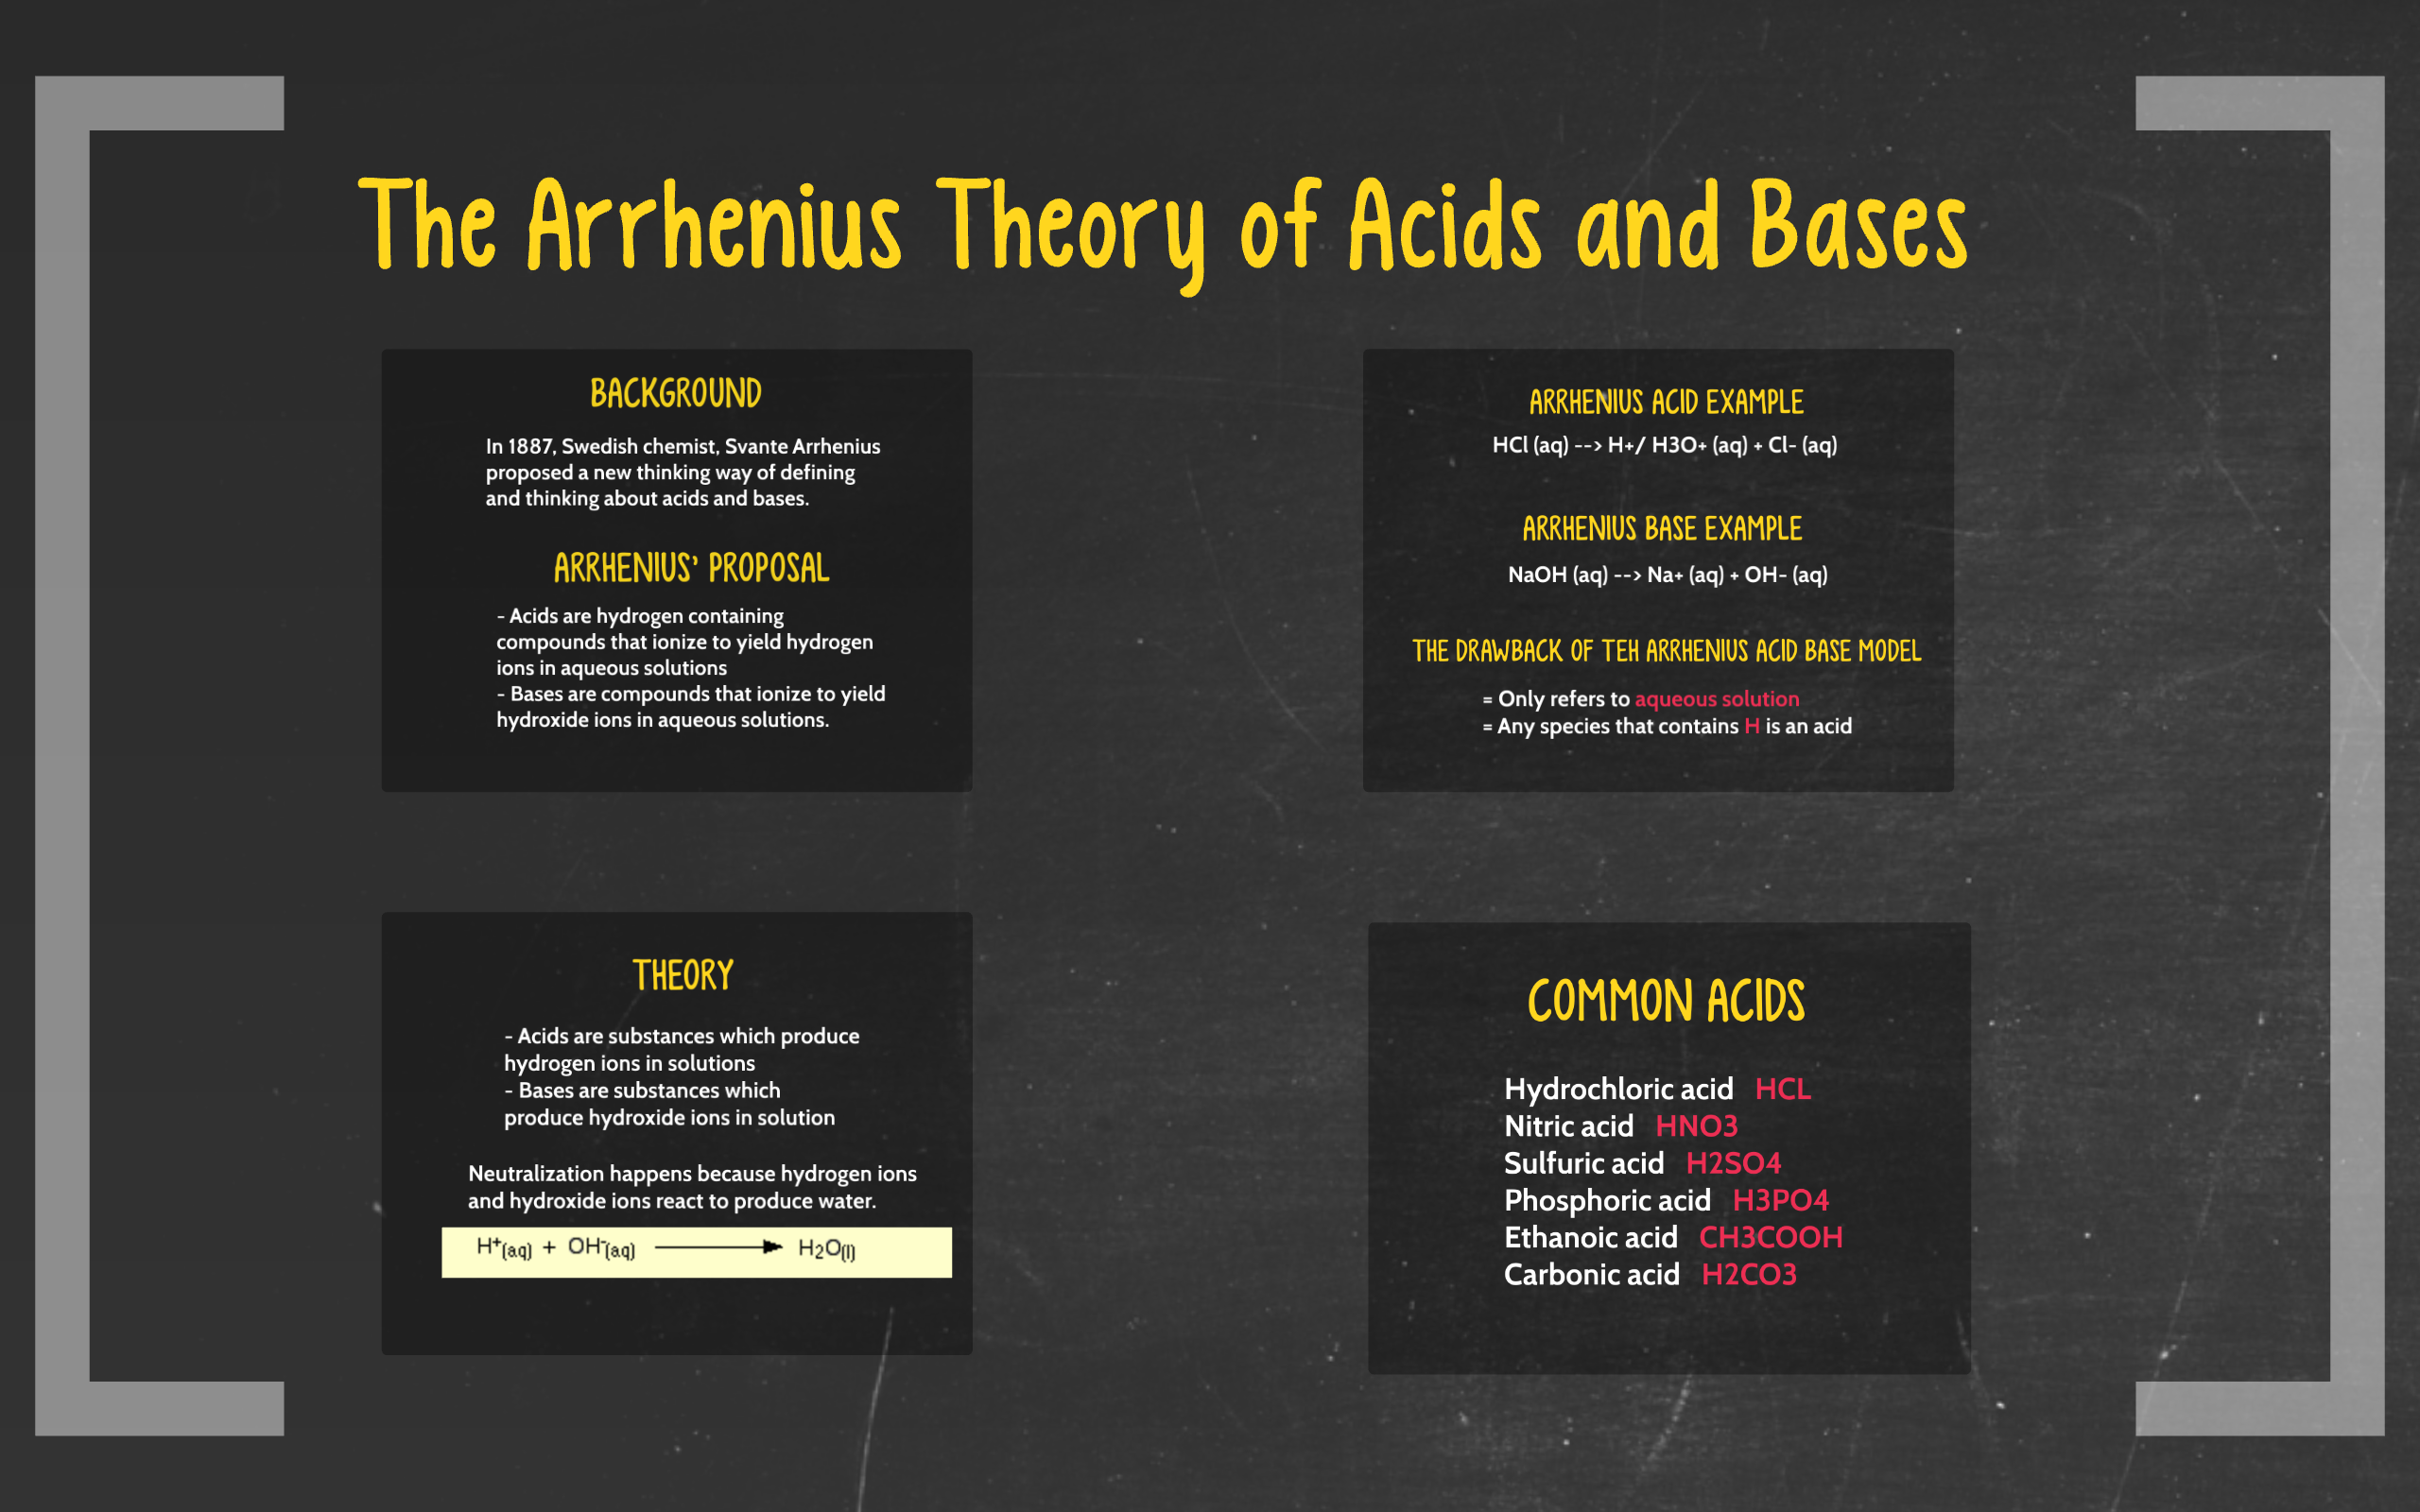 The Arrhenius Theory of Acids and Bases
BACKGROUND
In 1887, Swedish chemist, Svante Arrhenius
proposed a new thinking way of defining
and thinking about acids and bases.
ARRHENIUS' PROPOSAL
- Acids are hydrogen containing
compounds that ionize to yield hydrogen
ions in aqueous solutions
- Bases are compounds that ionize to yield
hydroxide ions in aqueous solutions.
ARRHENIUS ACID EXAMPLE
HCl (aq) --> H+/ H3O+ (aq) + Cl- (aq)
ARRHENIUS BASE EXAMPLE
NaOH (aq) --> Na+ (aq) + OH- (aq)
THE DRAWBACK OF TEH ARRHENIUS ACID BASE MODEL
= Only refers to aqueous solution
= Any species that contains H is an acid
THEORY
- Acids are substances which produce
hydrogen ions in solutions
- Bases are substances which
produce hydroxide ions in solution
Neutralization happens because hydrogen ions
and hydroxide ions react to produce water.
H⁺(aq) + OH⁻(aq) ⟶ H₂O(l)
COMMON ACIDS
Hydrochloric acid HCL
Nitric acid HNO3
Sulfuric acid H2SO4
Phosphoric acid H3PO4
Ethanoic acid CH3COOH
Carbonic acid H2CO3